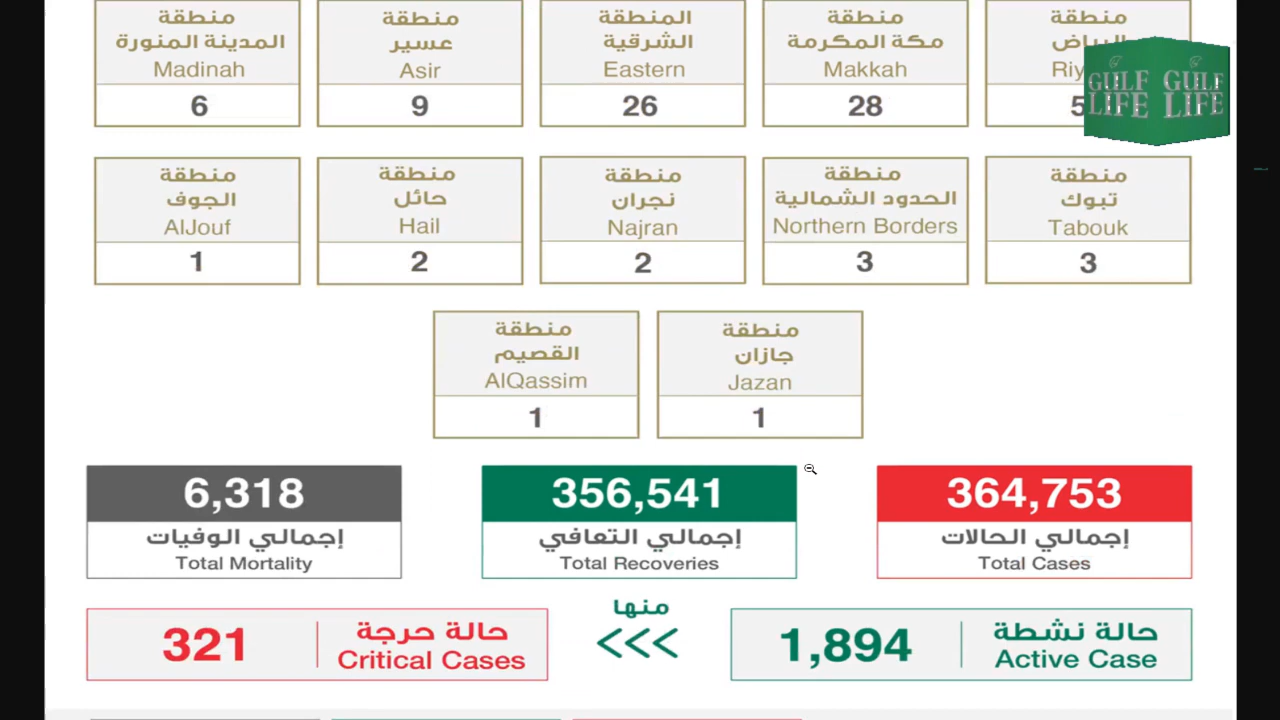 منطقة
المدينة المنورة
Madinah
6
منطقة
عسير
Asir
9
المنطقة
الشرقية
Eastern
26
منطقة
مكة المكرمة
Makkah
28
منطقة
GULF LIFE
GULF LIFE
منطقة
الجوف
AlJouf
1
منطقة
حائل
Hail
2
منطقة
نجران
Najran
2
منطقة
الحدود الشمالية
Northern Borders
3
منطقة
تبوك
Tabouk
3
منطقة
القصيم
AlQassim
1
منطقة
جازان
Jazan
1
6,318
إجمالي الوفيات
Total Mortality
356,541
إجمالي التعافي
Total Recoveries
364,753
إجمالي الحالات
Total Cases
321
حالة حرجة
Critical Cases
منها
<<<
1,894
حالة نشطة
Active Case